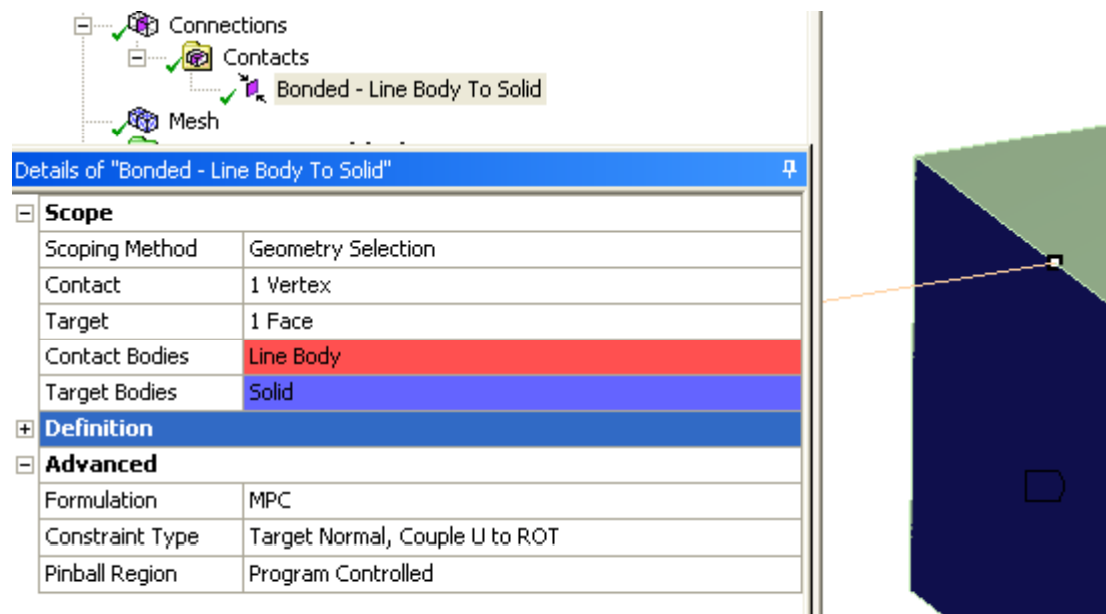 Connections
Contacts
Bonded - Line Body To Solid
Mesh
Details of "Bonded - Line Body To Solid"
Scope
Scoping Method Geometry Selection
Contact 1 Vertex
Target 1 Face
Contact Bodies Line Body
Target Bodies Solid
Definition
Advanced
Formulation MPC
Constraint Type Target Normal, Couple U to ROT
Pinball Region Program Controlled